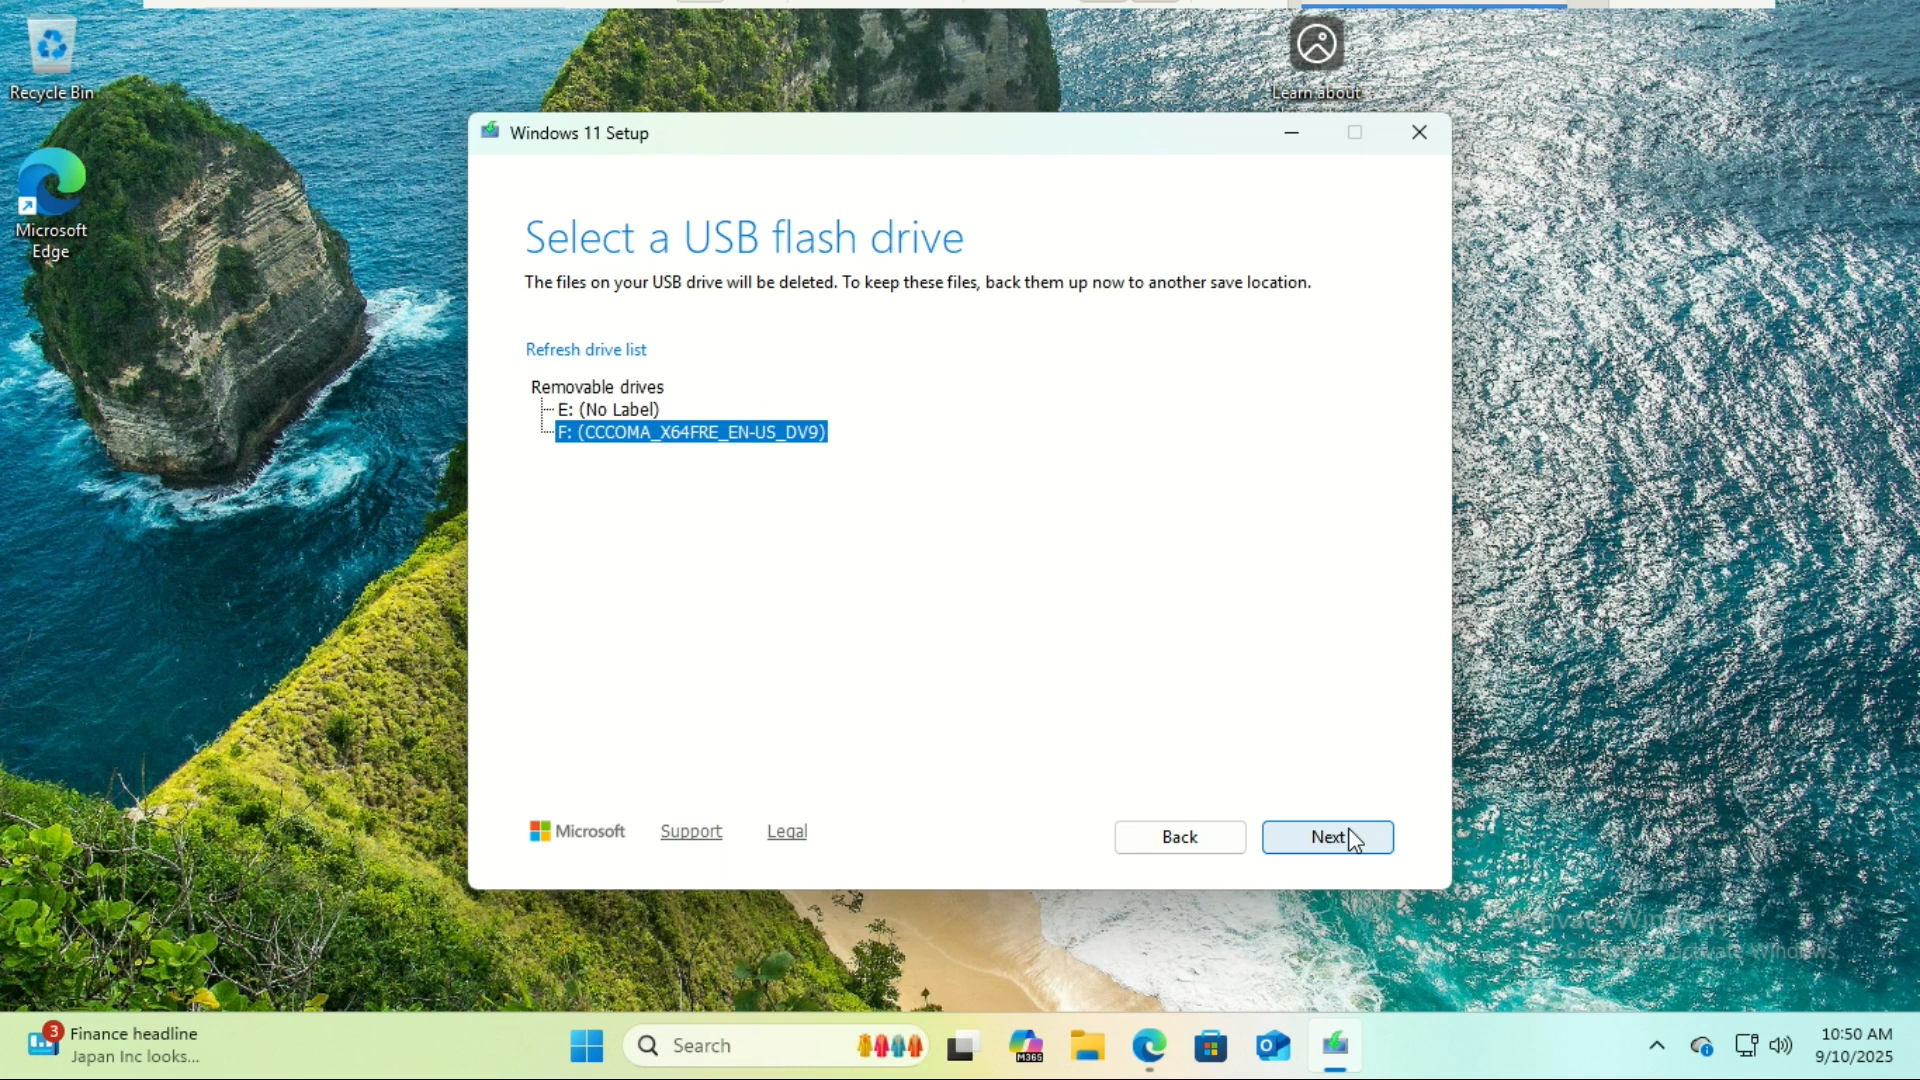 Recycle Bin
Learn about
Microsoft
Edge
Windows 11 Setup
Select a USB flash drive
The files on your USB drive will be deleted. To keep these files, back them up now to another save location.
Refresh drive list
Removable drives
E: (No Label)
F: (CCCOMA_X64FRE_EN-US_DV9)
Microsoft
Support
Legal
Back
Next
3
Finance headline
Japan Inc looks...
Search
M365
10:50 AM
9/10/2025